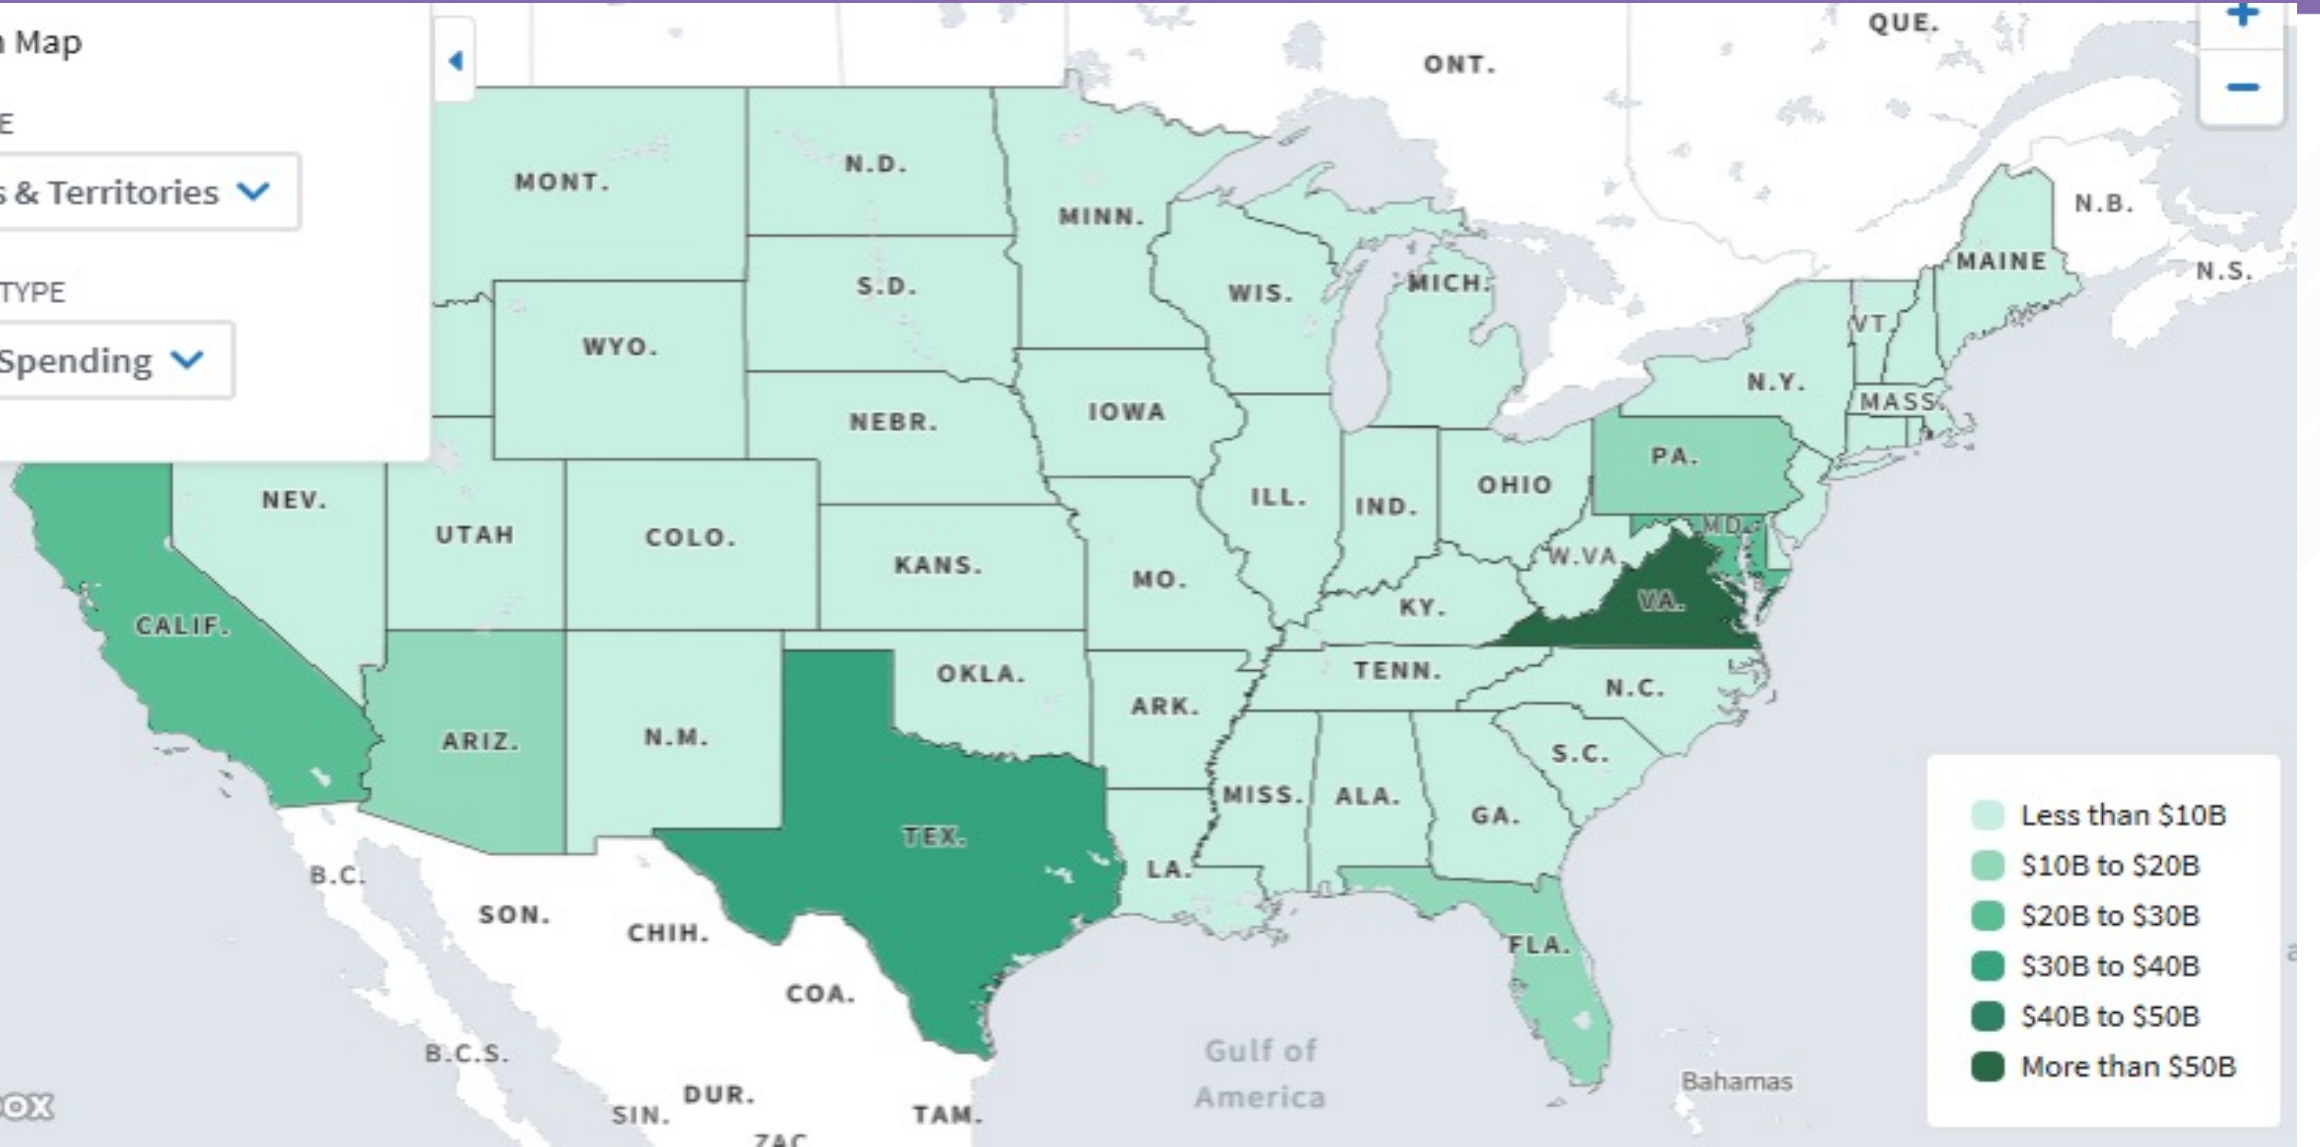 Map
QUE.
ONT.
MONT.
N.D.
MINN.
& Territories
N.B.
MAINE
N.S.
TYPE
S.D.
WIS.
MICH.
VT.
Spending
WYO.
N.Y.
MASS.
NEBR.
IOWA
PA.
NEV.
ILL.
IND.
OHIO
MD.
UTAH
COLO.
W.VA.
KANS.
MO.
CALIF.
KY.
VA.
OKLA.
TENN.
N.C.
ARIZ.
N.M.
ARK.
S.C.
MISS.
ALA.
GA.
Less than $10B
TEX.
LA.
$10B to $20B
B.C.
SON.
CHIH.
FLA.
$20B to $30B
COA.
$30B to $40B
$40B to $50B
B.C.S.
Gulf of
America
More than $50B
Bahamas
DUR.
SIN.
TAM.
ZAC